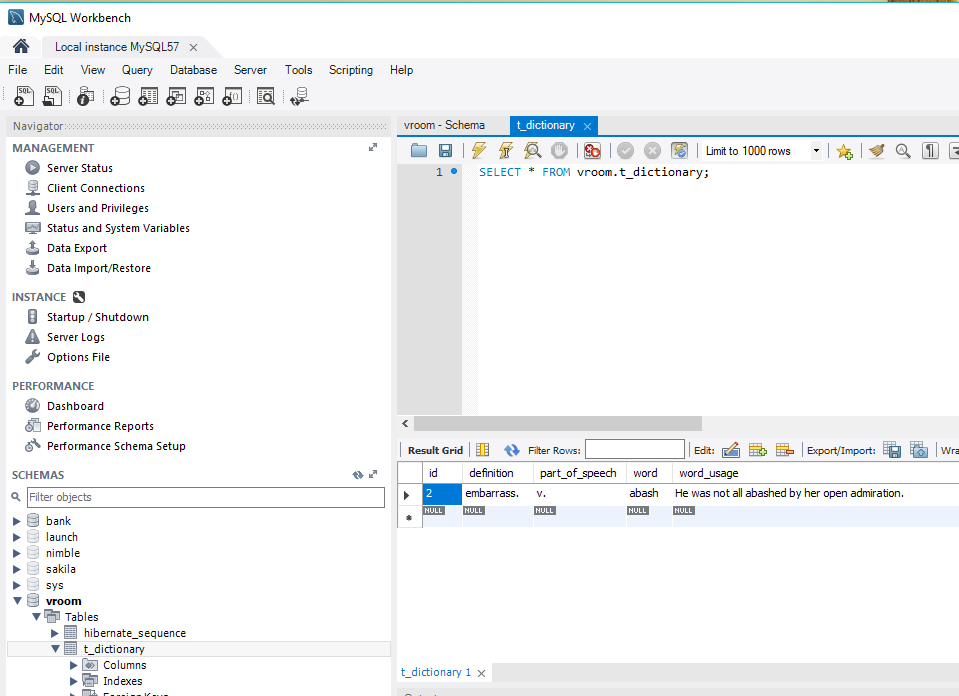 MySQL Workbench
Local instance MySQL57
File Edit View Query Database Server Tools Scripting Help
Navigator
MANAGEMENT
Server Status
Client Connections
Users and Privileges
Status and System Variables
Data Export
Data Import/Restore
INSTANCE
Startup / Shutdown
Server Logs
Options File
PERFORMANCE
Dashboard
Performance Reports
Performance Schema Setup
SCHEMAS
Filter objects
bank
launch
nimble
sakila
sys
vroom
Tables
hibernate_sequence
t_dictionary
Columns
Indexes
Foreign Keys
vroom - Schema t_dictionary
Limit to 1000 rows
1 SELECT * FROM vroom.t_dictionary;
Result Grid Filter Rows: Edit: Export/Import: Wra
id definition part_of_speech word word_usage
2 embarrass. v. abash He was not all abashed by her open admiration.
NULL NULL NULL NULL NULL
t_dictionary 1